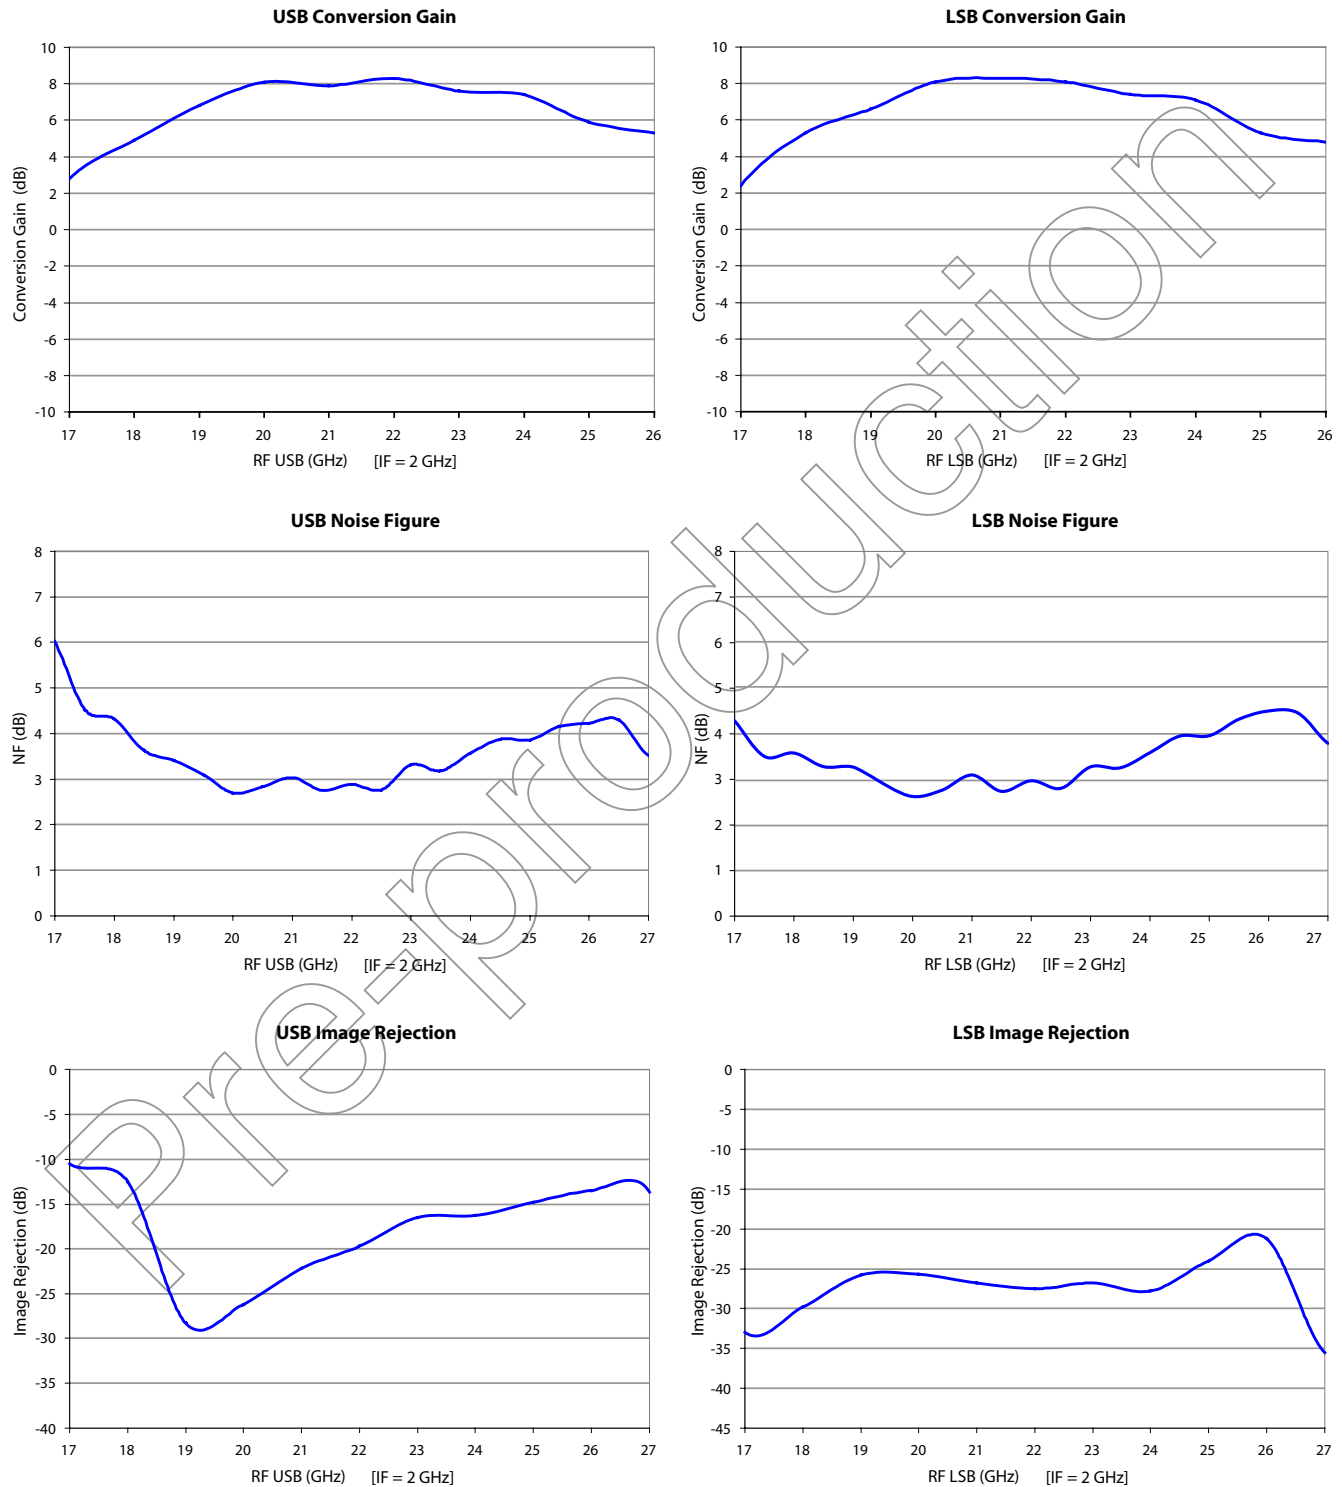 USB Conversion Gain
10
8
6
4
2
0
-2
-4
-6
-8
-10
Conversion Gain (dB)
17 18 19 20 21 22 23 24 25 26
RF USB (GHz) [IF = 2 GHz]
LSB Conversion Gain
10
8
6
4
2
0
-2
-4
-6
-8
-10
Conversion Gain (dB)
17 18 19 20 21 22 23 24 25 26
RF LSB (GHz) [IF = 2 GHz]
USB Noise Figure
8
7
6
5
4
3
2
1
0
NF (dB)
17 18 19 20 21 22 23 24 25 26 27
RF USB (GHz) [IF = 2 GHz]
LSB Noise Figure
8
7
6
5
4
3
2
1
0
NF (dB)
17 18 19 20 21 22 23 24 25 26 27
RF LSB (GHz) [IF = 2 GHz]
USB Image Rejection
0
-5
-10
-15
-20
-25
-30
-35
-40
Image Rejection (dB)
17 18 19 20 21 22 23 24 25 26 27
RF USB (GHz) [IF = 2 GHz]
LSB Image Rejection
0
-5
-10
-15
-20
-25
-30
-35
-40
-45
Image Rejection (dB)
17 18 19 20 21 22 23 24 25 26 27
RF LSB (GHz) [IF = 2 GHz]
Pre-production